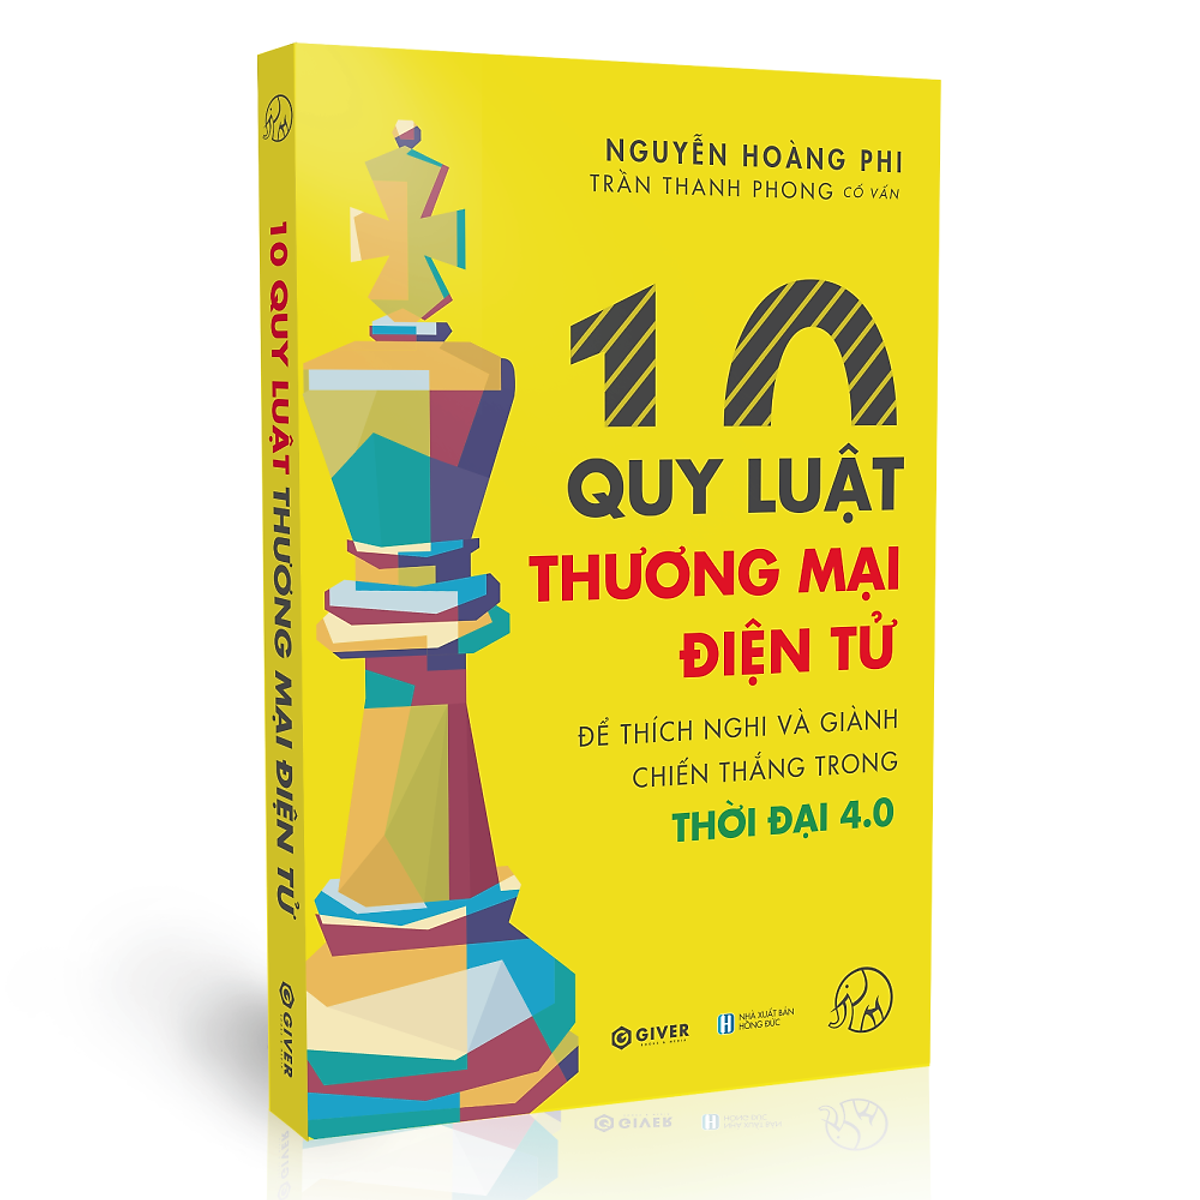 NGUYỄN HOÀNG PHI
TRẦN THANH PHONG CỐ VẤN
10
QUY LUẬT
THƯƠNG MẠI
ĐIỆN TỬ
ĐỂ THÍCH NGHI VÀ GIÀNH
CHIẾN THẮNG TRONG
THỜI ĐẠI 4.0
GIVER
BOOKS & MEDIA
NHÀ XUẤT BẢN
HỒNG ĐỨC
10 QUY LUẬT THƯƠNG MẠI ĐIỆN TỬ
GIVER